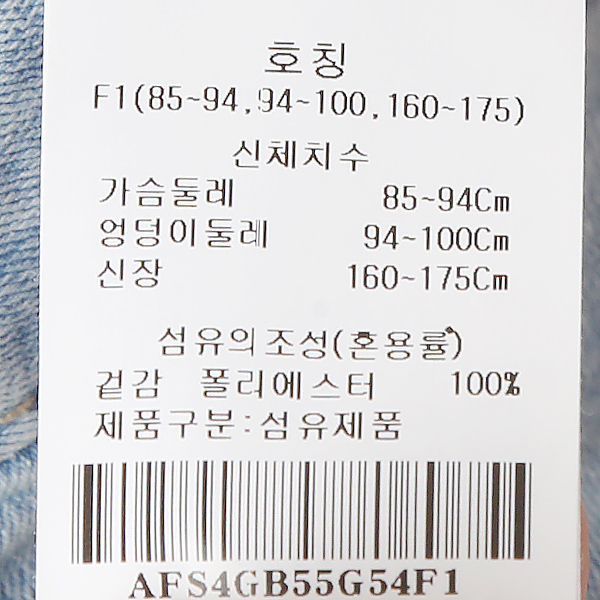 호칭
F1(85~94,94~100,160~175)
신체치수
가슴둘레 85~94Cm
엉덩이둘레 94~100Cm
신장 160~175Cm
섬유의조성(혼용률)
겉감 폴리에스터 100%
제품구분:섬유제품
AFS4GB55G54F1